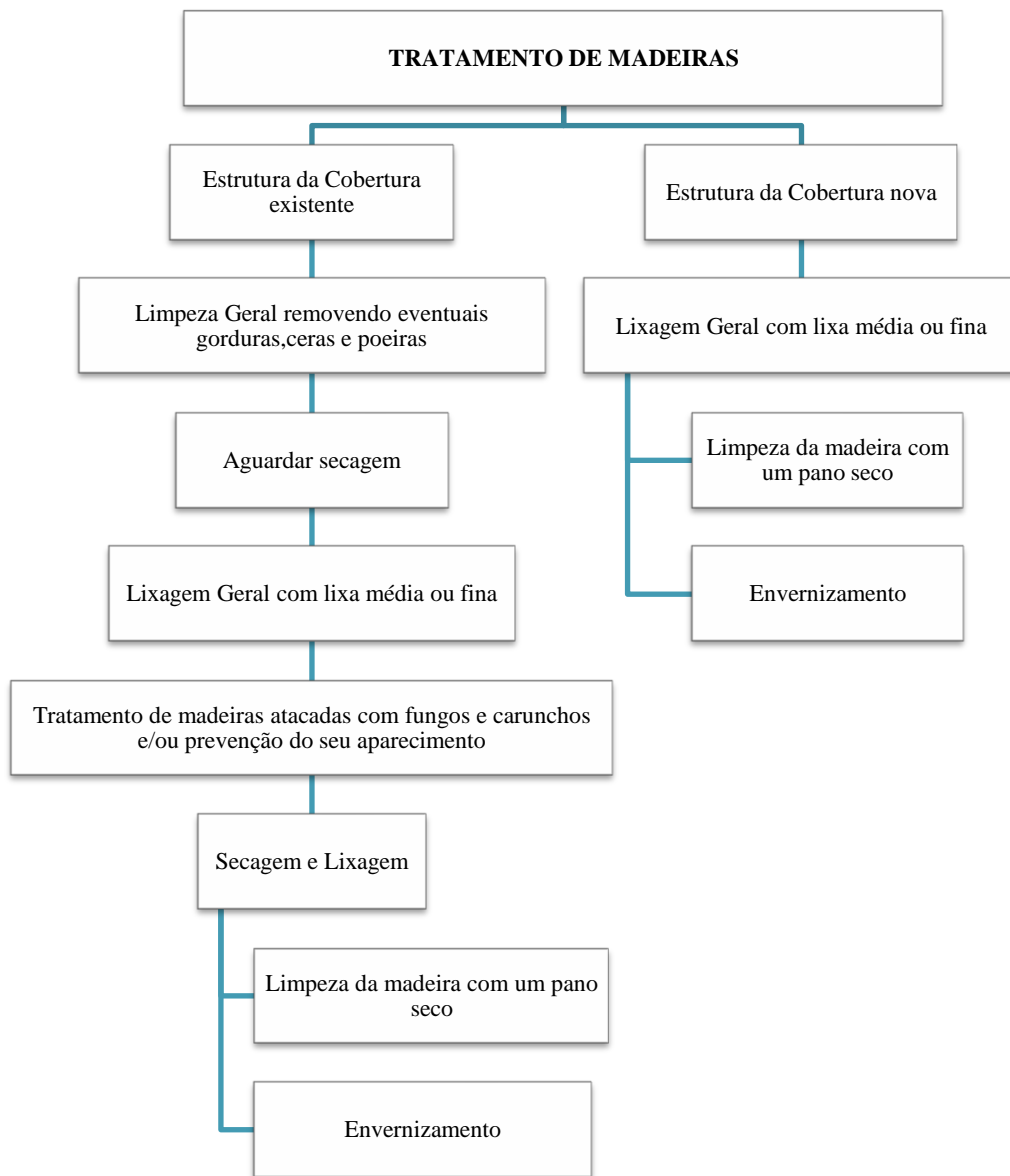 TRATAMENTO DE MADEIRAS
Estrutura da Cobertura
existente
Limpeza Geral removendo eventuais
gorduras,ceras e poeiras
Aguardar secagem
Lixagem Geral com lixa média ou fina
Tratamento de madeiras atacadas com fungos e carunchos
e/ou prevenção do seu aparecimento
Secagem e Lixagem
Limpeza da madeira com um pano
seco
Envernizamento
Estrutura da Cobertura nova
Lixagem Geral com lixa média ou fina
Limpeza da madeira com
um pano seco
Envernizamento